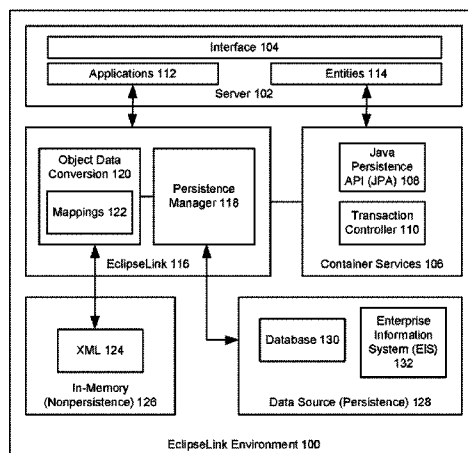 Interface 104
Applications 112
Entities 114
Server 102
Object Data
Conversion 120
Mappings 122
Persistence
Manager 118
EclipseLink 116
Java
Persistence
API (JPA) 108
Transaction
Controller 110
Container Services 106
XML 124
In-Memory
(Nonpersistence) 126
Database 130
Enterprise
Information
System (EIS)
132
Data Source (Persistence) 128
EclipseLink Environment 100